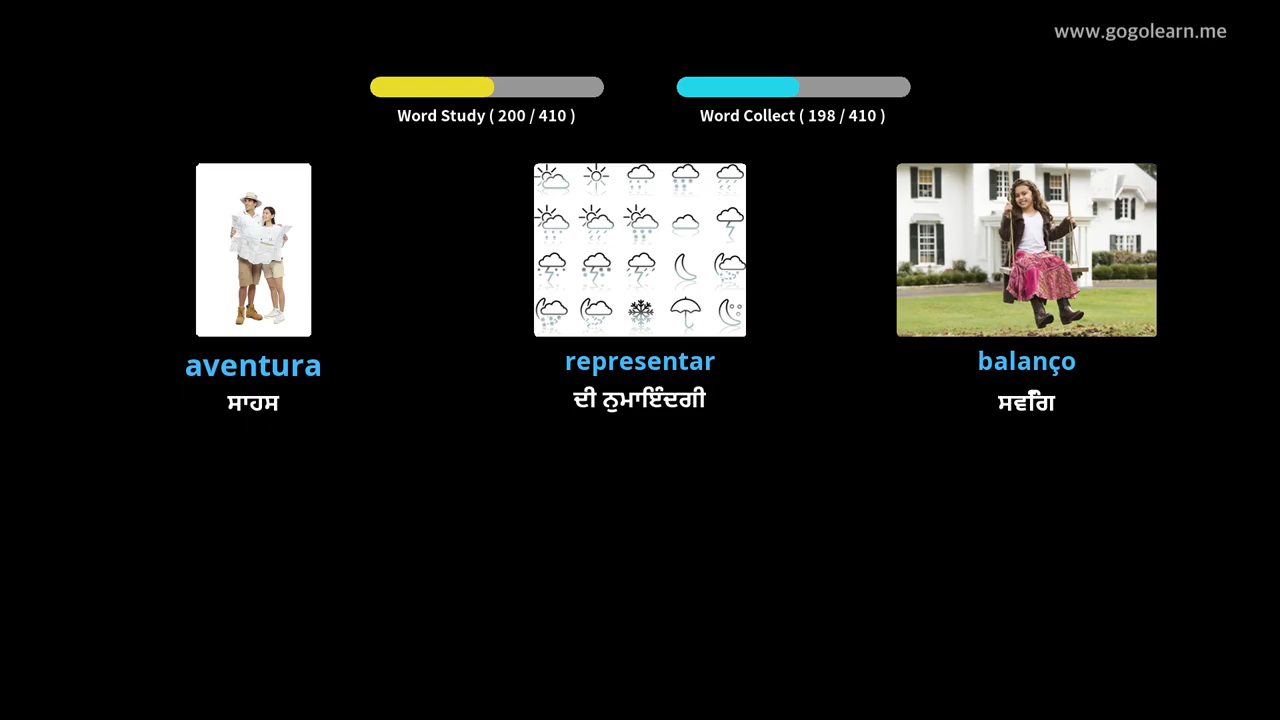 www.gogolearn.me
Word Study ( 200 / 410 )
Word Collect ( 198 / 410 )
aventura
representar
balanço
ਸਾਹਸ
ਦੀ ਨੁਮਾਇੰਦਗੀ
ਸਵਿੰਗ